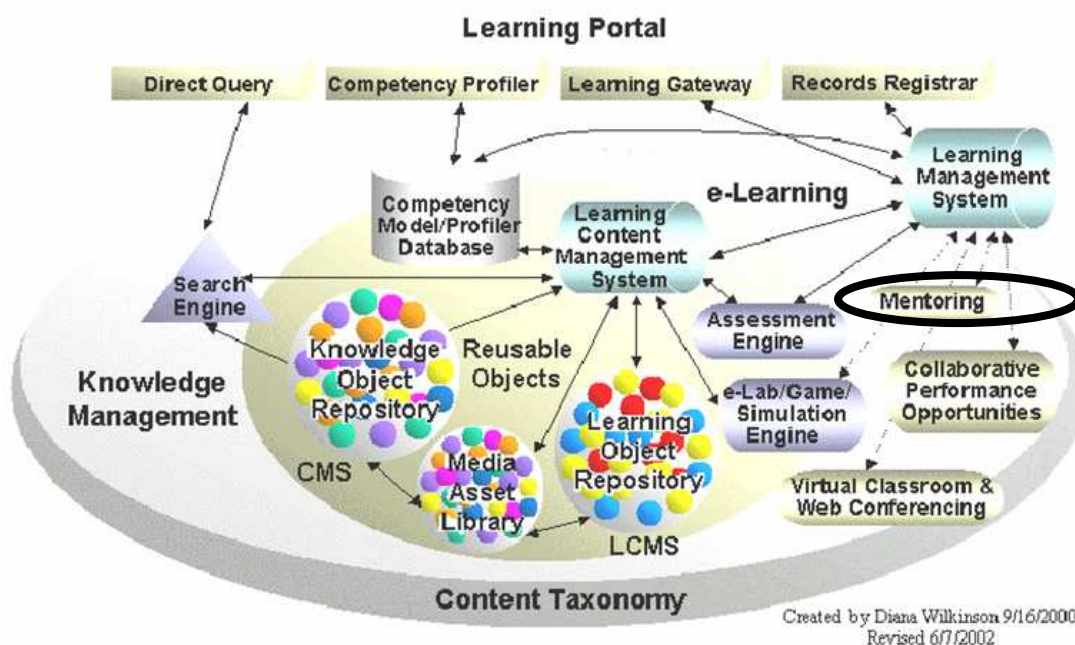 Learning Portal
Direct Query
Competency Profiler
Learning Gateway
Records Registrar
Learning
Management
System
e-Learning
Competency
Model/Profiler
Database
Learning
Content
Management
System
Search
Engine
Mentoring
Assessment
Engine
Knowledge
Object
Repository
Reusable
Objects
Collaborative
Performance
Opportunities
Knowledge
Management
e-Lab/Game/
Simulation
Engine
Learning
Object
Repository
CMS
Media
Asset
Library
Virtual Classroom &
Web Conferencing
LCMS
Content Taxonomy
Created by Diana Wilkinson 9/16/2000
Revised 6/7/2002